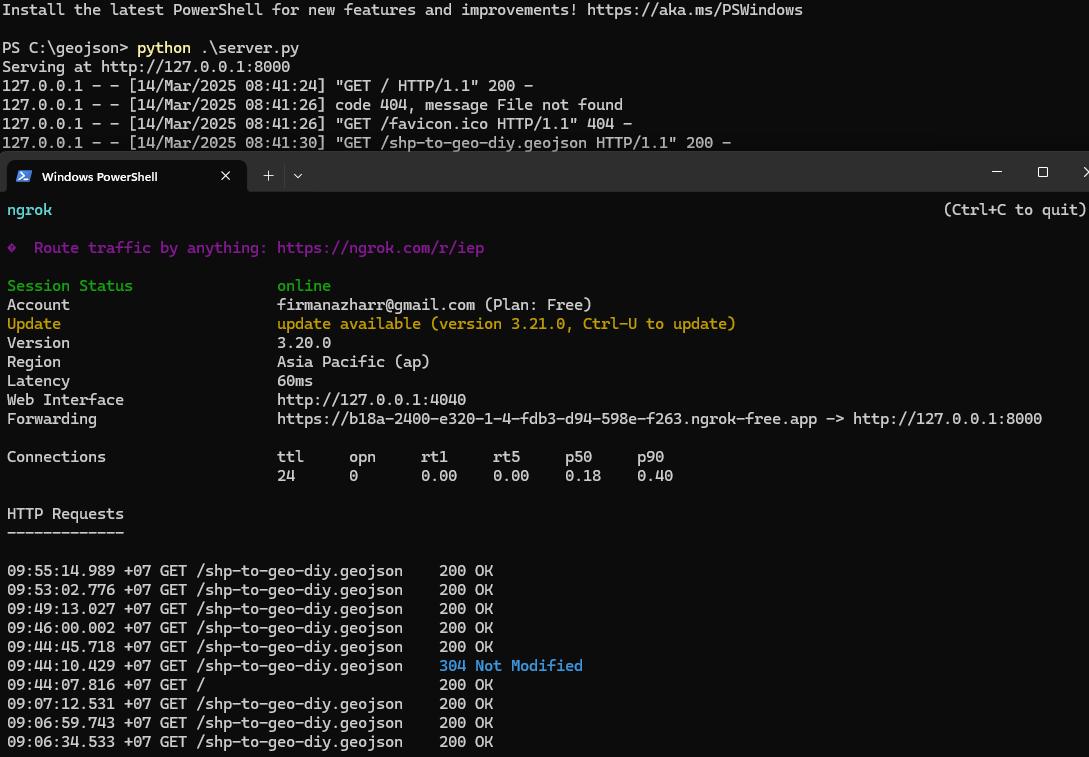 Install the latest PowerShell for new features and improvements! https://aka.ms/PSWindows
PS C:\geojson> python .\server.py
Serving at http://127.0.0.1:8000
127.0.0.1 - - [14/Mar/2025 08:41:24] "GET / HTTP/1.1" 200 -
127.0.0.1 - - [14/Mar/2025 08:41:26] code 404, message File not found
127.0.0.1 - - [14/Mar/2025 08:41:26] "GET /favicon.ico HTTP/1.1" 404 -
127.0.0.1 - - [14/Mar/2025 08:41:30] "GET /shp-to-geo-diy.geojson HTTP/1.1" 200 -
Windows PowerShell
ngrok (Ctrl+C to quit)
Route traffic by anything: https://ngrok.com/r/iep
Session Status online
Account firmanazharr@gmail.com (Plan: Free)
Update update available (version 3.21.0, Ctrl-U to update)
Version 3.20.0
Region Asia Pacific (ap)
Latency 60ms
Web Interface http://127.0.0.1:4040
Forwarding https://b18a-2400-e320-1-4-fdb3-d94-598e-f263.ngrok-free.app -> http://127.0.0.1:8000
Connections ttl opn rt1 rt5 p50 p90
24 0 0.00 0.00 0.18 0.40
HTTP Requests
-------------
09:55:14.989 +07 GET /shp-to-geo-diy.geojson 200 OK
09:53:02.776 +07 GET /shp-to-geo-diy.geojson 200 OK
09:49:13.027 +07 GET /shp-to-geo-diy.geojson 200 OK
09:46:00.002 +07 GET /shp-to-geo-diy.geojson 200 OK
09:44:45.718 +07 GET /shp-to-geo-diy.geojson 200 OK
09:44:10.429 +07 GET /shp-to-geo-diy.geojson 304 Not Modified
09:44:07.816 +07 GET / 200 OK
09:07:12.531 +07 GET /shp-to-geo-diy.geojson 200 OK
09:06:59.743 +07 GET /shp-to-geo-diy.geojson 200 OK
09:06:34.533 +07 GET /shp-to-geo-diy.geojson 200 OK